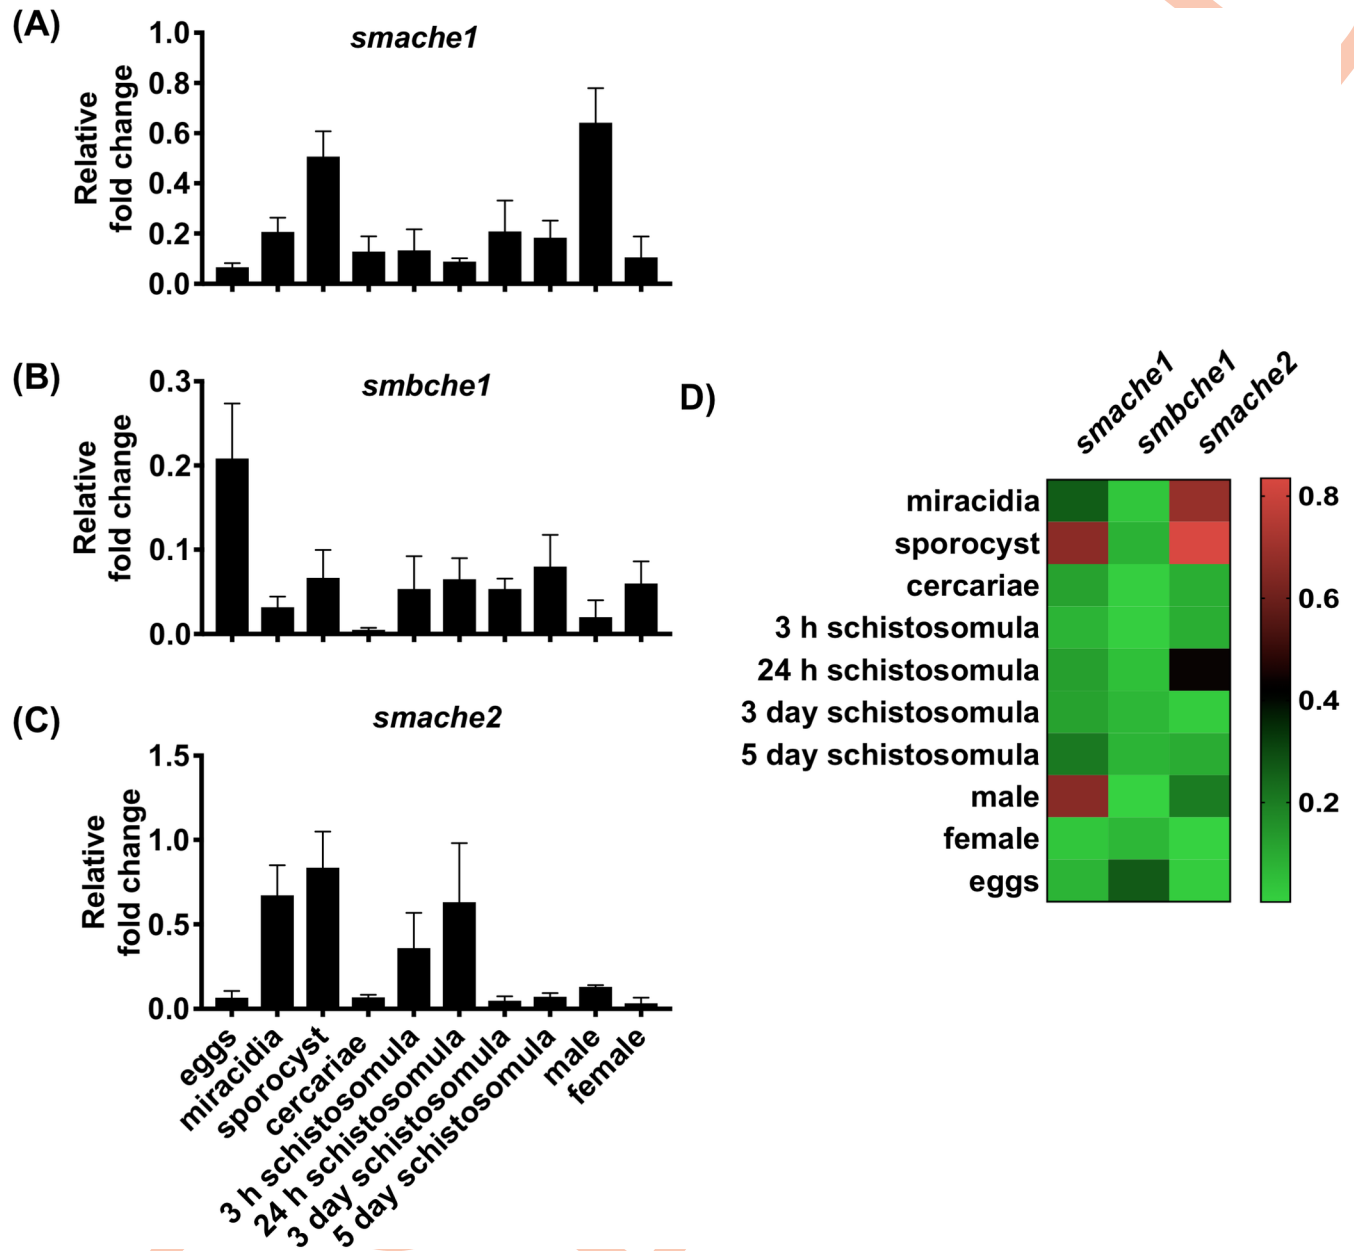 (A)
smache1
Relative
fold change
1.0
0.8
0.6
0.4
0.2
0.0
(B)
smbche1
Relative
fold change
0.3
0.2
0.1
0.0
(C)
smache2
Relative
fold change
1.5
1.0
0.5
0.0
eggs
miracidia
sporocyst
cercariae
3 h schistosomula
24 h schistosomula
3 day schistosomula
5 day schistosomula
male
female
D)
smache1
smbche1
smache2
miracidia
sporocyst
cercariae
3 h schistosomula
24 h schistosomula
3 day schistosomula
5 day schistosomula
male
female
eggs
0.8
0.6
0.4
0.2